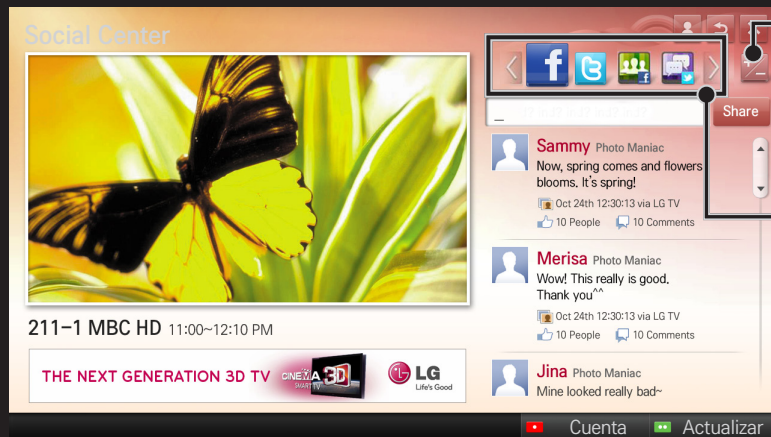 Social Center
Share
Sammy Photo Maniac
Now, spring comes and flowers
blooms. It's spring!
Oct 24th 12:30:13 via LG TV
10 People 10 Comments
Merisa Photo Maniac
Wow! This really is good.
Thank you^^
Oct 24th 12:30:13 via LG TV
10 People 10 Comments
Jina Photo Maniac
Mine looked really bad~
211-1 MBC HD 11:00~12:10 PM
THE NEXT GENERATION 3D TV CINEMA 3D SMART TV LG Life's Good
Cuenta Actualizar